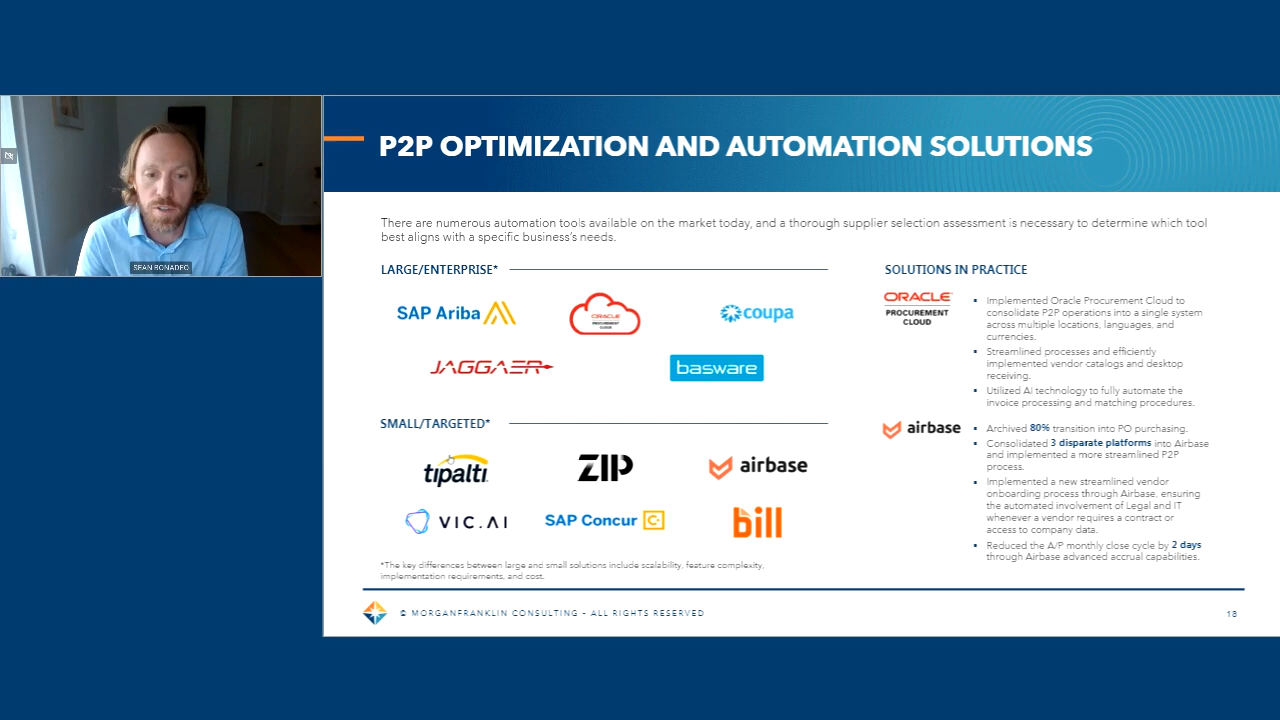 SEAN BONADEO
P2P OPTIMIZATION AND AUTOMATION SOLUTIONS
There are numerous automation tools available on the market today, and a thorough supplier selection assessment is necessary to determine which tool
best aligns with a specific business's needs.
LARGE/ENTERPRISE*
SAP Ariba
ORACLE
PROCUREMENT
CLOUD
coupa
JAGGAER
basware
SMALL/TARGETED*
tipalti
ZIP
airbase
VIC.AI
SAP Concur C
bill
*The key differences between large and small solutions include scalability, feature complexity,
implementation requirements, and cost.
SOLUTIONS IN PRACTICE
ORACLE
PROCUREMENT
CLOUD
▪ Implemented Oracle Procurement Cloud to
consolidate P2P operations into a single system
across multiple locations, languages, and
currencies.
▪ Streamlined processes and efficiently
implemented vendor catalogs and desktop
receiving.
▪ Utilized AI technology to fully automate the
invoice processing and matching procedures.
airbase
▪ Archived 80% transition into PO purchasing.
▪ Consolidated 3 disparate platforms into Airbase
and implemented a more streamlined P2P
process.
▪ Implemented a new streamlined vendor
onboarding process through Airbase, ensuring
the automated involvement of Legal and IT
whenever a vendor requires a contract or
access to company data.
▪ Reduced the A/P monthly close cycle by 2 days
through Airbase advanced accrual capabilities.
© MORGANFRANKLIN CONSULTING - ALL RIGHTS RESERVED
18